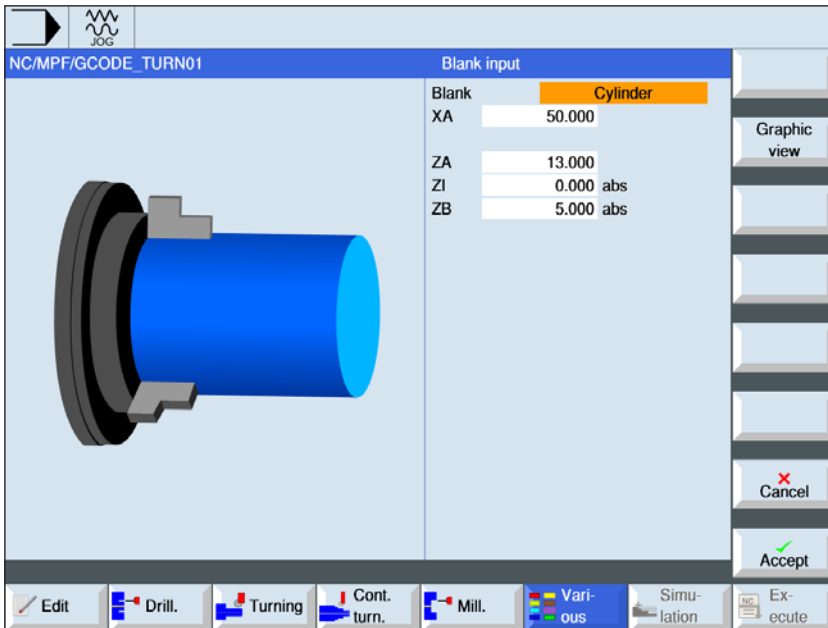 JOG
NC/MPF/GCODE_TURN01
Blank input
Blank Cylinder
XA 50.000
ZA 13.000
ZI 0.000 abs
ZB 5.000 abs
Graphic
view
Cancel
Accept
Edit
Drill.
Turning
Cont.
turn.
Mill.
Vari-
ous
Simu-
lation
NC
Ex-
ecute